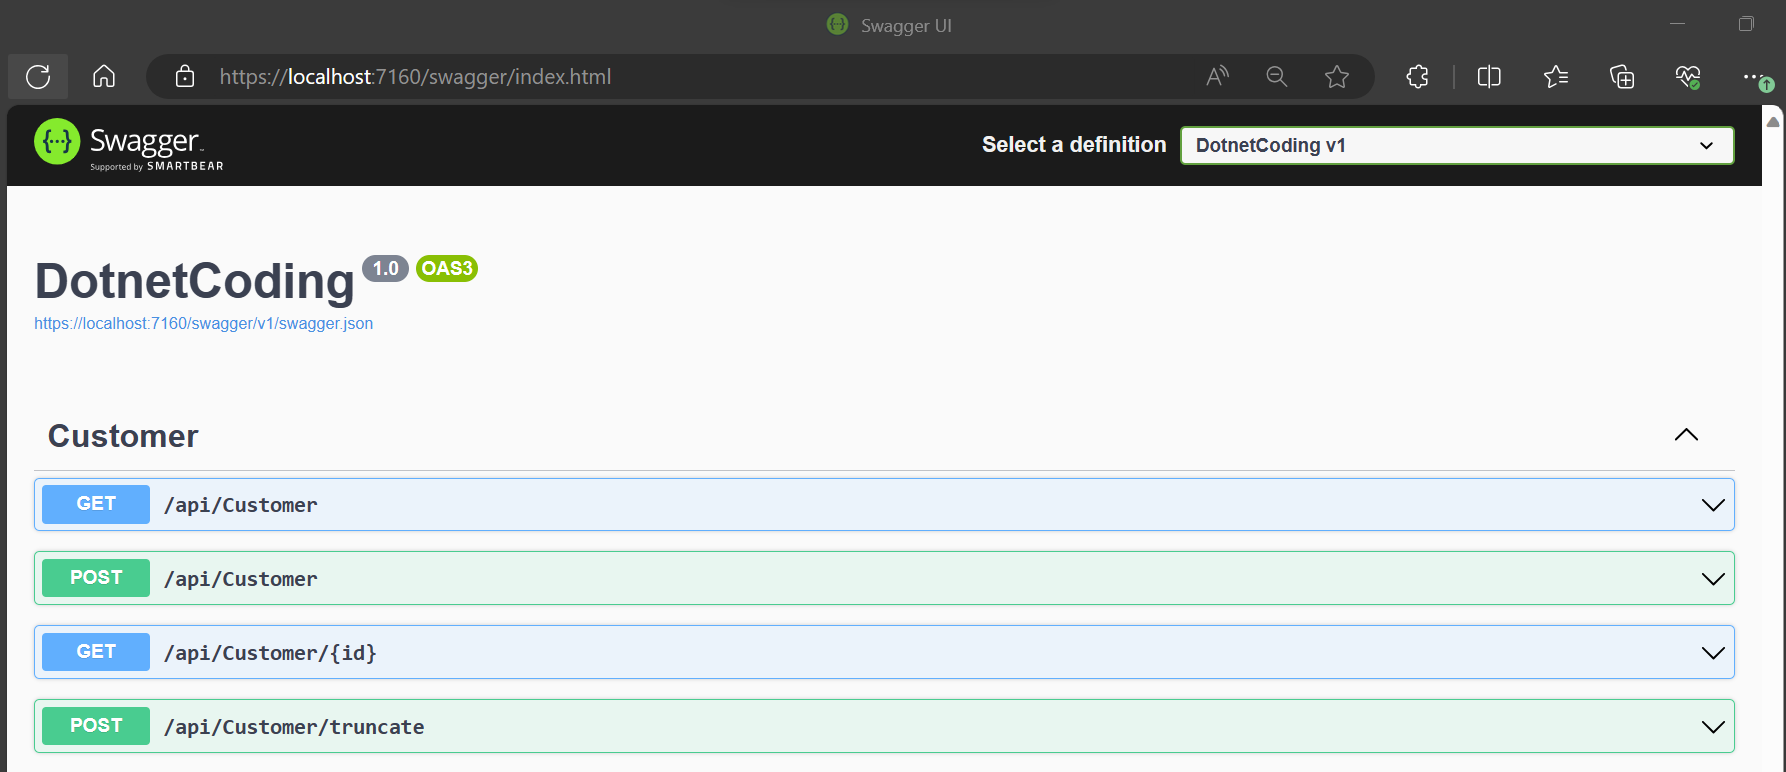 Swagger UI
https://localhost:7160/swagger/index.html
Swagger
Supported by SMARTBEAR
Select a definition
DotnetCoding v1
DotnetCoding 1.0 OAS3
https://localhost:7160/swagger/v1/swagger.json
Customer
GET /api/Customer
POST /api/Customer
GET /api/Customer/{id}
POST /api/Customer/truncate